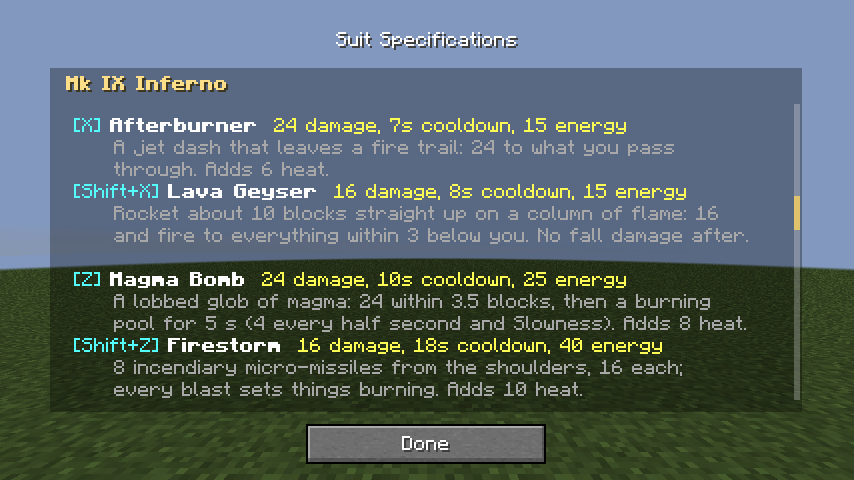 Suit Specifications
Mk IX Inferno
[X] Afterburner 24 damage, 7s cooldown, 15 energy
A jet dash that leaves a fire trail: 24 to what you pass
through. Adds 6 heat.
[Shift+X] Lava Geyser 16 damage, 8s cooldown, 15 energy
Rocket about 10 blocks straight up on a column of flame: 16
and fire to everything within 3 below you. No fall damage after.
[Z] Magma Bomb 24 damage, 10s cooldown, 25 energy
A lobbed glob of magma: 24 within 3.5 blocks, then a burning
pool for 5 s (4 every half second and Slowness). Adds 8 heat.
[Shift+Z] Firestorm 16 damage, 18s cooldown, 40 energy
8 incendiary micro-missiles from the shoulders, 16 each;
every blast sets things burning. Adds 10 heat.
Done